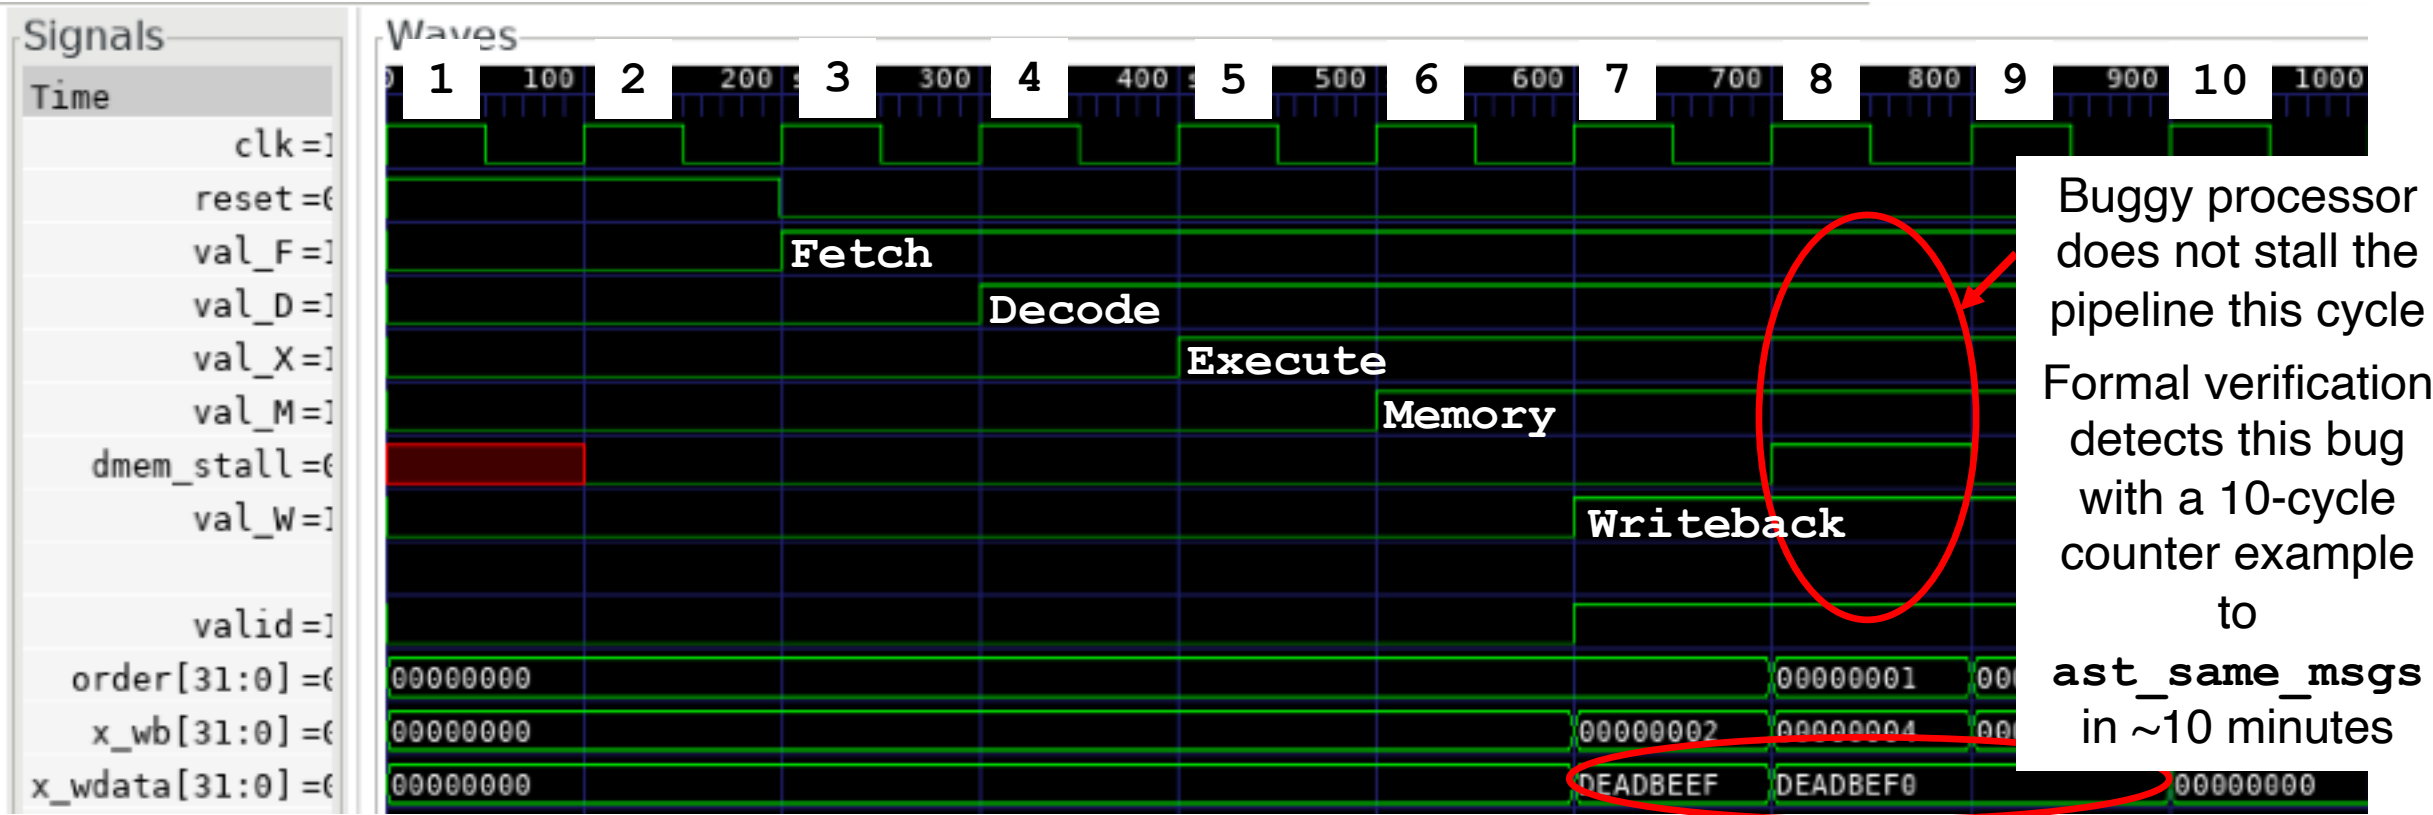 Signals
Waves
Time
1 100 2 200 3 300 4 400 5 500 6 600 7 700 8 800 9 900 10 1000
clk=1
reset=0
val_F=1
Fetch
val_D=1
Decode
val_X=1
Execute
val_M=1
Memory
dmem_stall=0
val_W=1
Writeback
valid=1
order[31:0]=0
00000000 00000001 000
x_wb[31:0]=0
00000000 00000002 00000004 000
x_wdata[31:0]=0
00000000 DEADBEEF DEADBEF0 00000000
Buggy processor
does not stall the
pipeline this cycle
Formal verification
detects this bug
with a 10-cycle
counter example
to
ast_same_msgs
in ~10 minutes